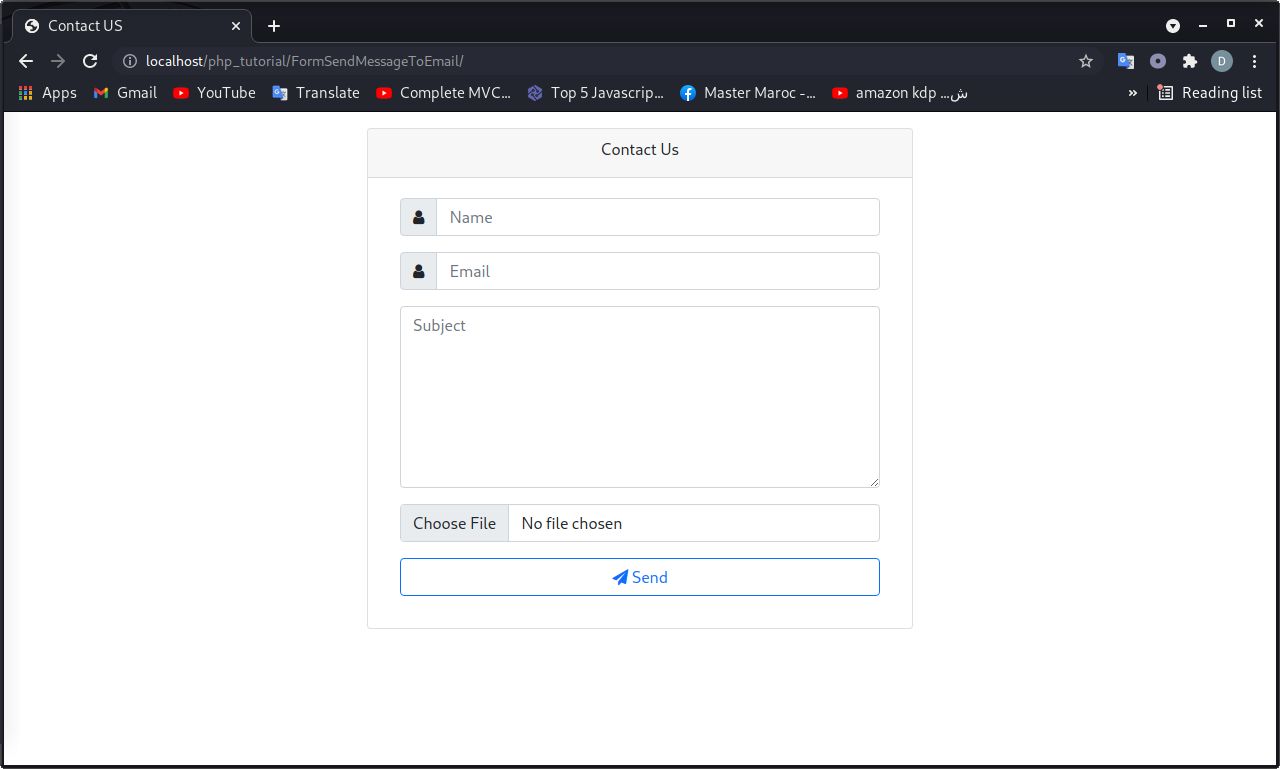 Contact US
localhost/php_tutorial/FormSendMessageToEmail/
D
Apps Gmail YouTube Translate Complete MVC... Top 5 Javascrip... Master Maroc -... amazon kdp ...ش Reading list
Contact Us
Name
Email
Subject
Choose File No file chosen
Send